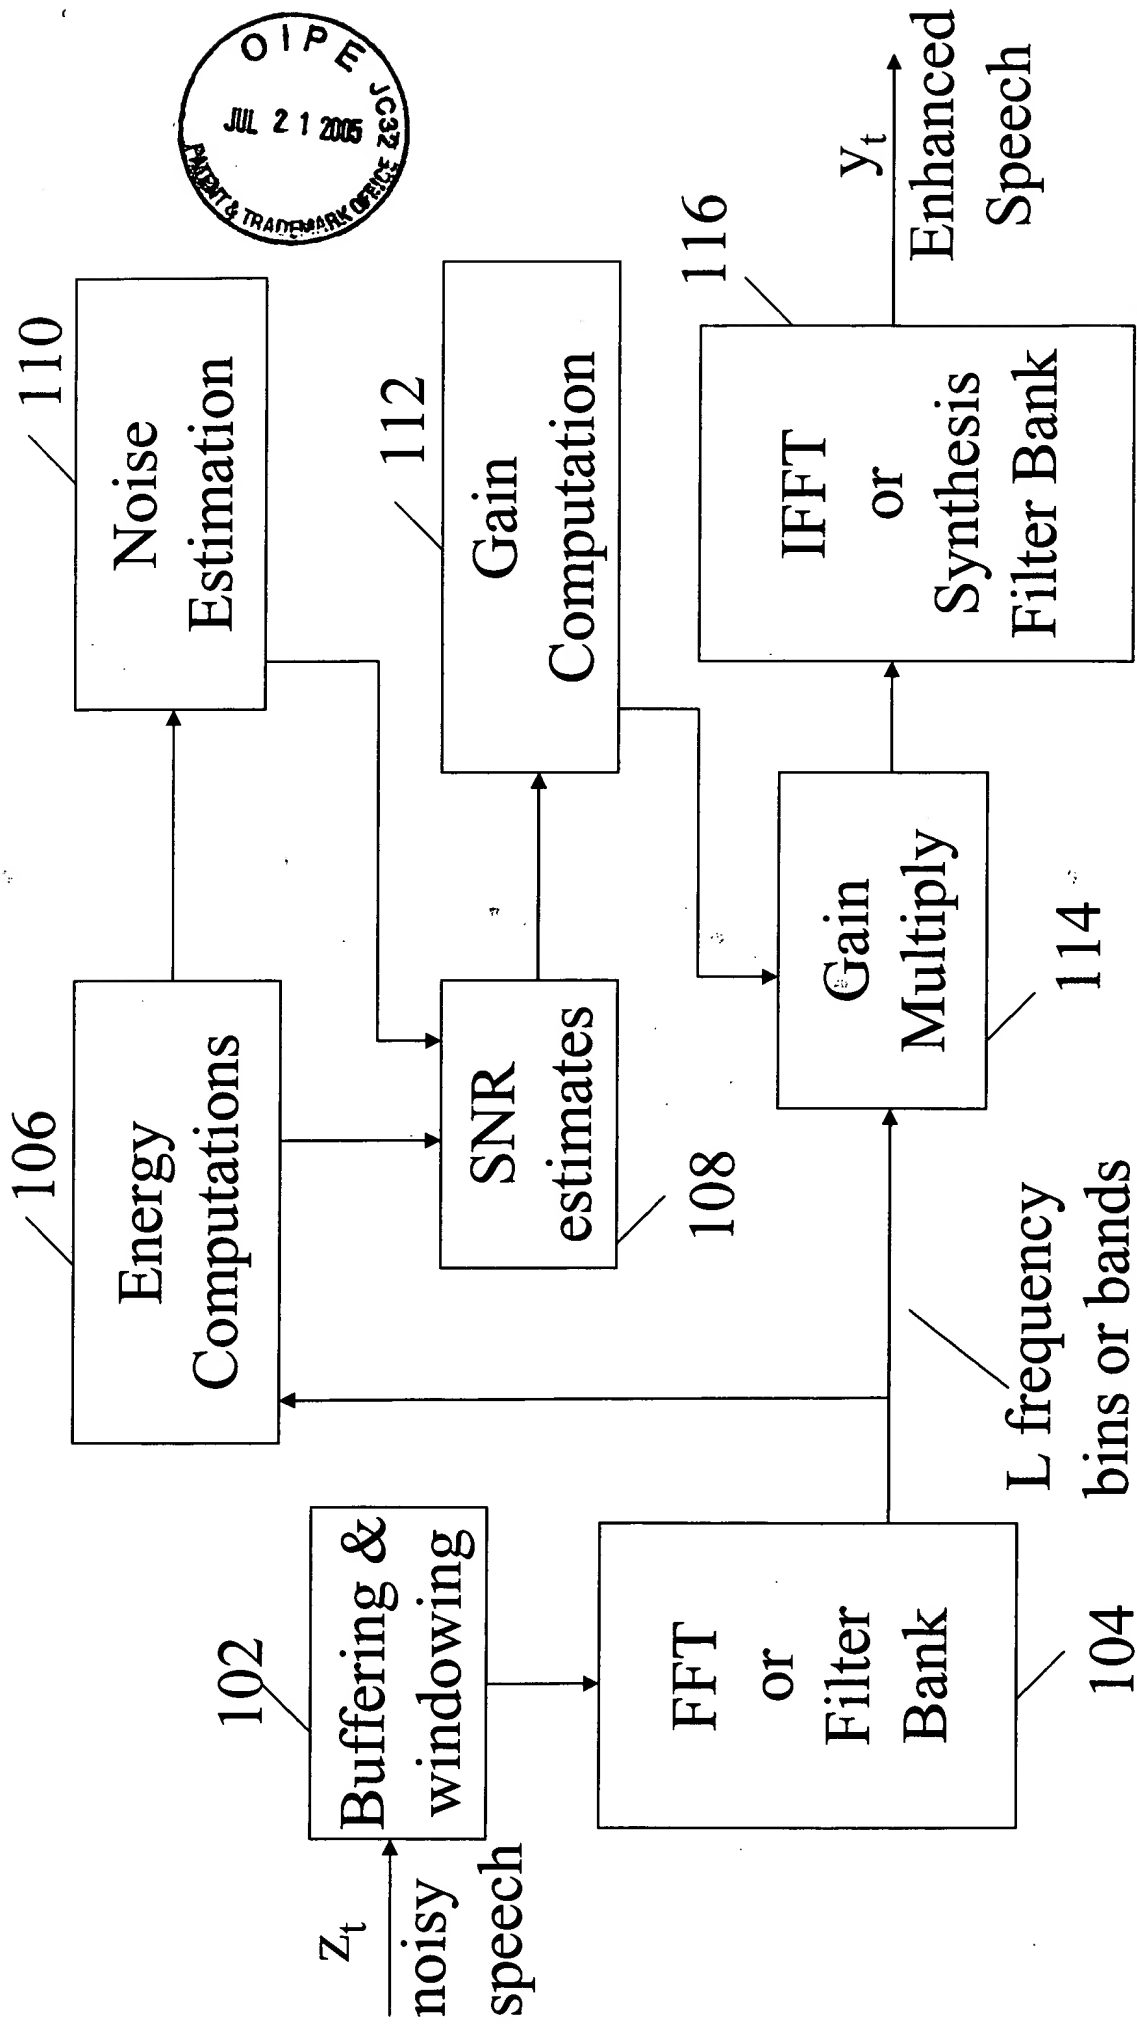 OIPE JC32
JUL 21 2005
PATENT & TRADEMARK OFFICE
z_t
noisy
speech
102
Buffering &
windowing
FFT
or
Filter
Bank
104
106
Energy
Computations
110
Noise
Estimation
SNR
estimates
108
112
Gain
Computation
L frequency
bins or bands
Gain
Multiply
114
116
IFFT
or
Synthesis
Filter Bank
y_t
Enhanced
Speech